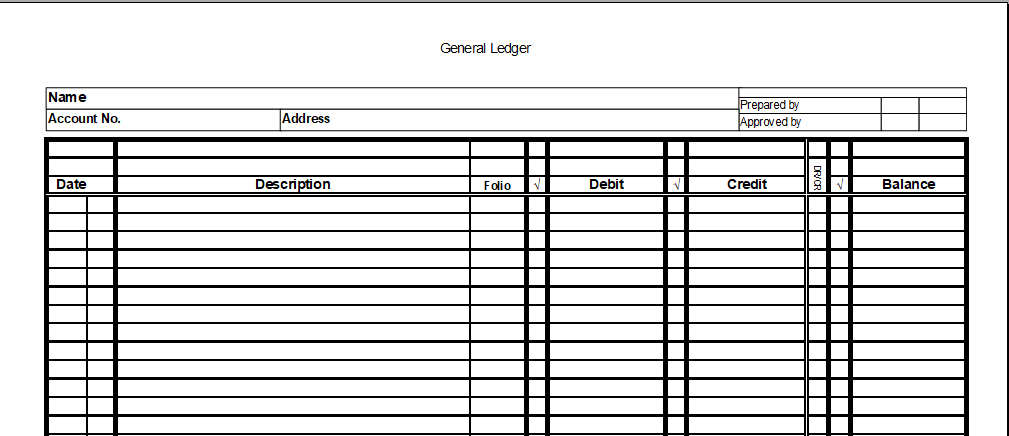 General Ledger
Name
Prepared by
Account No. Address
Approved by
Date Description Folio √ Debit √ Credit DR/CR √ Balance